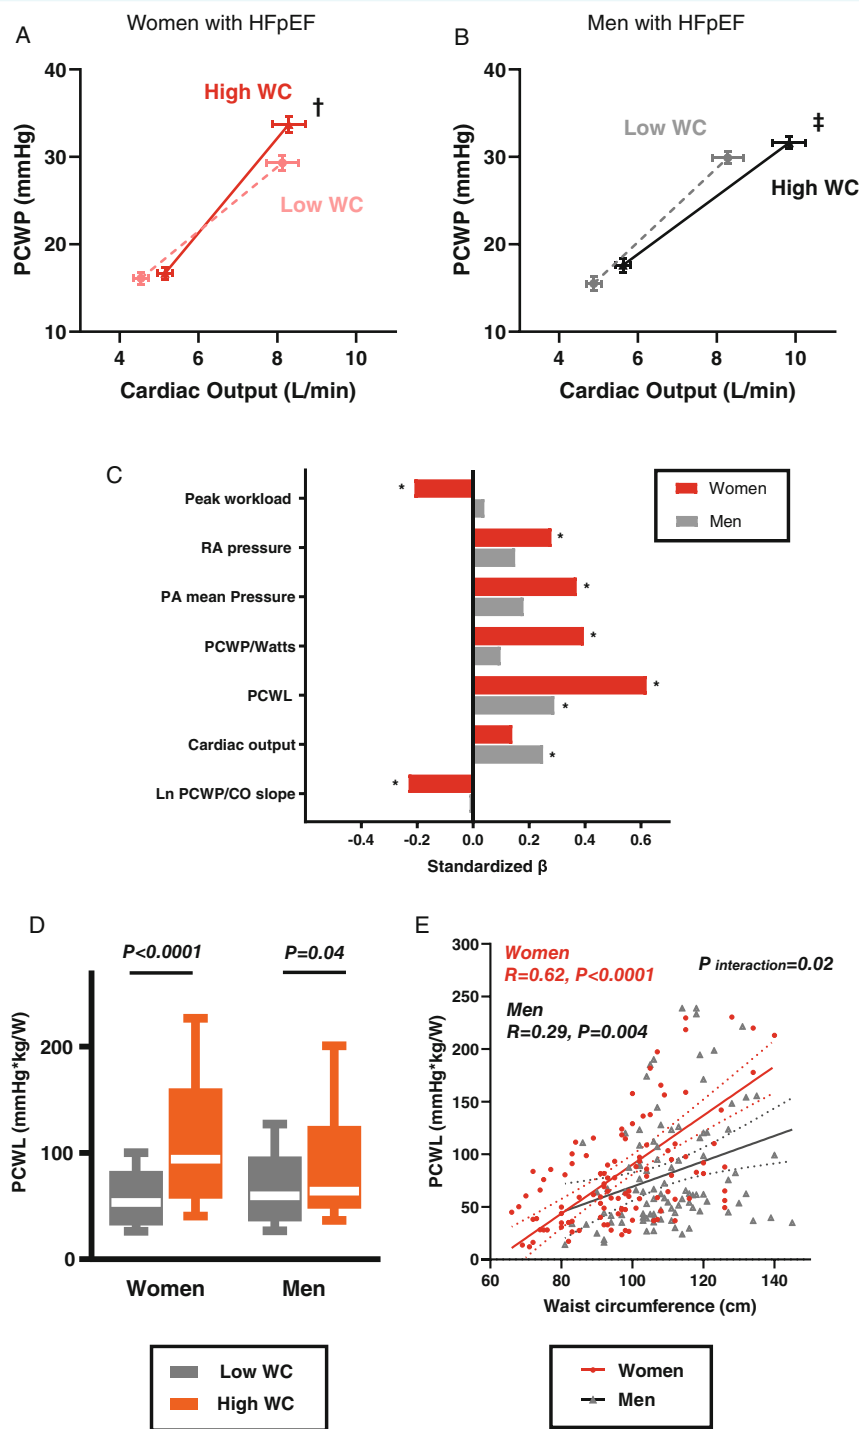 A
Women with HFpEF
B
Men with HFpEF
PCWP (mmHg)
40
30
20
10
High WC
†
Low WC
4 6 8 10
Cardiac Output (L/min)
PCWP (mmHg)
40
30
20
10
Low WC
‡
High WC
4 6 8 10
Cardiac Output (L/min)
C
Women
Men
Peak workload *
RA pressure *
PA mean Pressure *
PCWP/Watts *
PCWL *
*
Cardiac output
*
Ln PCWP/CO slope *
-0.4 -0.2 0.0 0.2 0.4 0.6
Standardized β
D
P<0.0001
P=0.04
PCWL (mmHg*kg/W)
200
100
0
Women Men
Low WC
High WC
E
Women
R=0.62, P<0.0001
P interaction=0.02
Men
R=0.29, P=0.004
PCWL (mmHg*kg/W)
300
250
200
150
100
50
0
60 80 100 120 140
Waist circumference (cm)
Women
Men